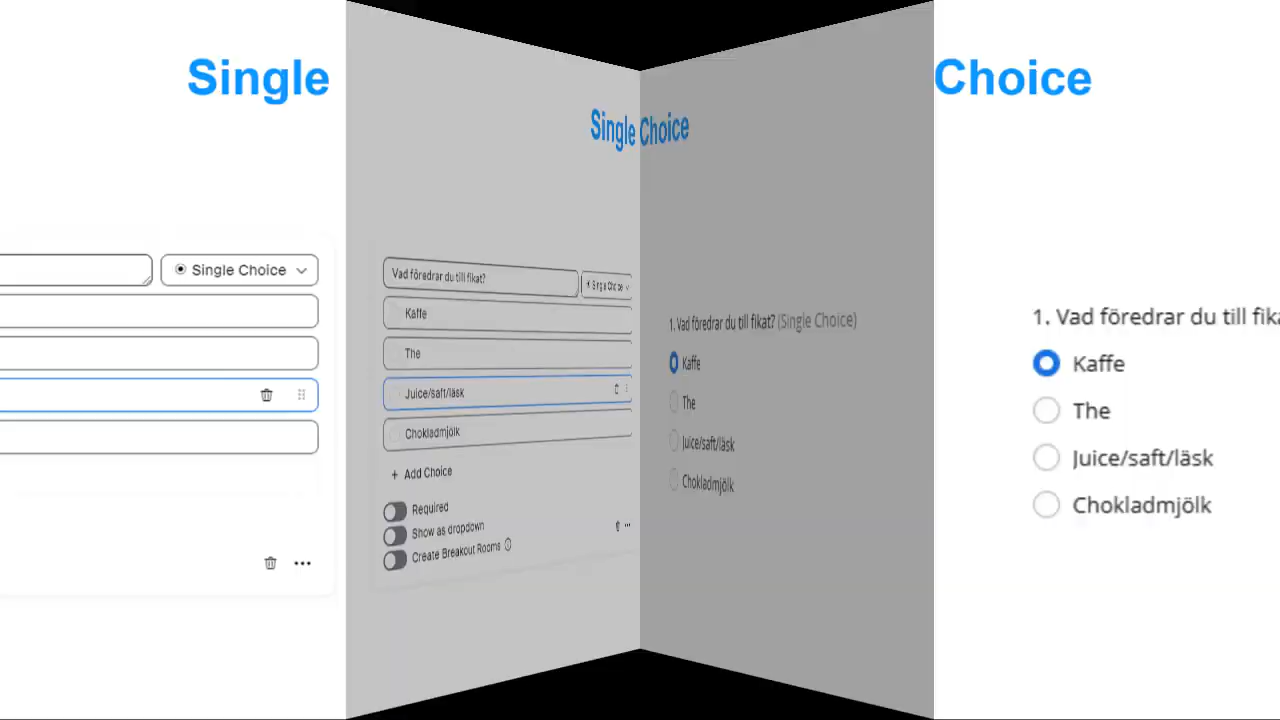 Single
Choice
Single Choice
Single Choice
Vad föredrar du till fikat?
Single Choice
Kaffe
The
Juice/saft/läsk
Chokladmjölk
+ Add Choice
Required
Show as dropdown
Create Breakout Rooms
1. Vad föredrar du till fikat? (Single Choice)
Kaffe
The
Juice/saft/läsk
Chokladmjölk
1. Vad föredrar du till fika
Kaffe
The
Juice/saft/läsk
Chokladmjölk